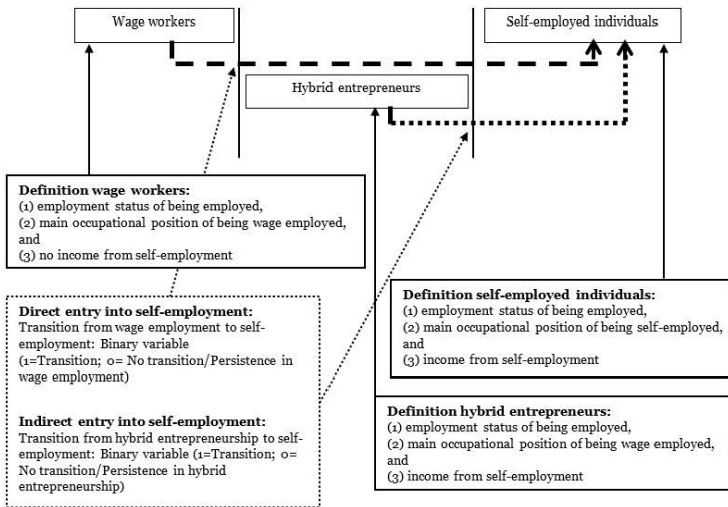 Wage workers
Self-employed individuals
Hybrid entrepreneurs
Definition wage workers:
(1) employment status of being employed,
(2) main occupational position of being wage employed,
and
(3) no income from self-employment
Direct entry into self-employment:
Transition from wage employment to self-
employment: Binary variable
(1=Transition; 0= No transition/Persistence in
wage employment)
Indirect entry into self-employment:
Transition from hybrid entrepreneurship to self-
employment: Binary variable (1=Transition; 0=
No transition/Persistence in hybrid
entrepreneurship)
Definition self-employed individuals:
(1) employment status of being employed,
(2) main occupational position of being self-employed,
and
(3) income from self-employment
Definition hybrid entrepreneurs:
(1) employment status of being employed,
(2) main occupational position of being wage employed,
and
(3) income from self-employment